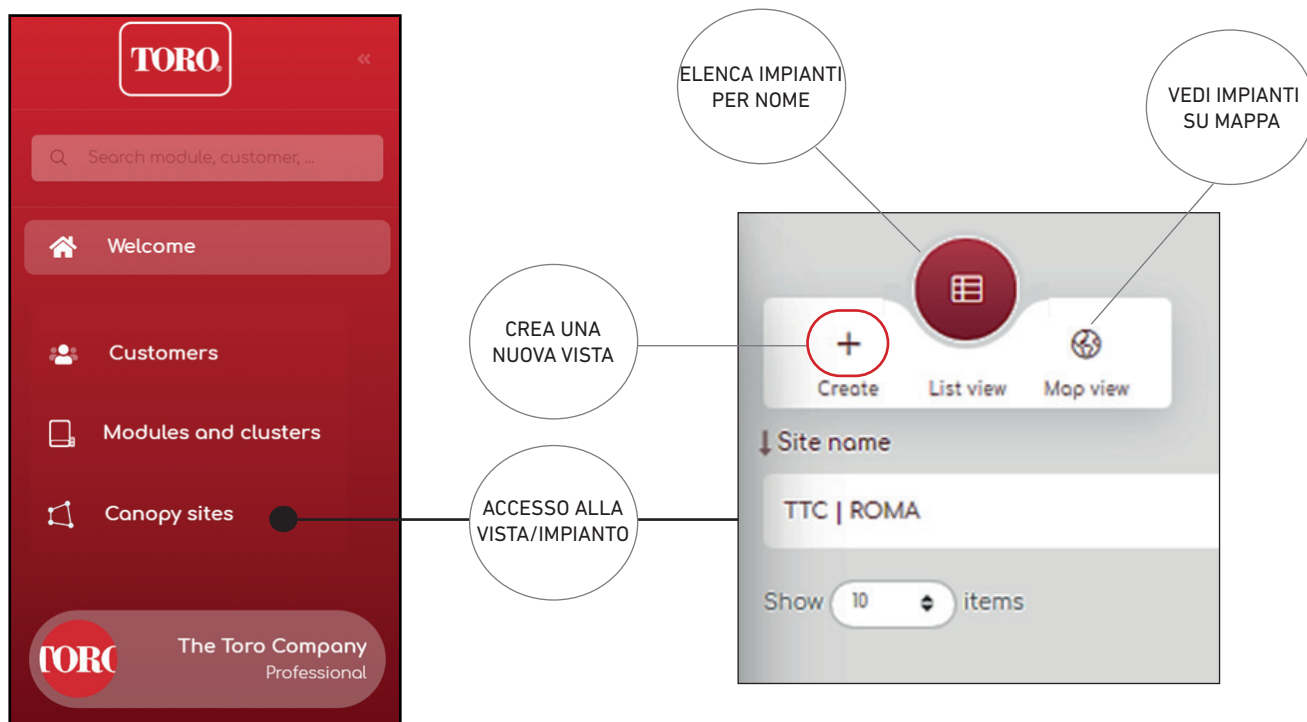 TORO.
«
Search module, customer, ...
Welcome
Customers
Modules and clusters
Canopy sites
TORO
The Toro Company
Professional
ELENCA IMPIANTI
PER NOME
VEDI IMPIANTI
SU MAPPA
CREA UNA
NUOVA VISTA
ACCESSO ALLA
VISTA/IMPIANTO
Create
List view
Map view
Site name
TTC | ROMA
Show 10 items